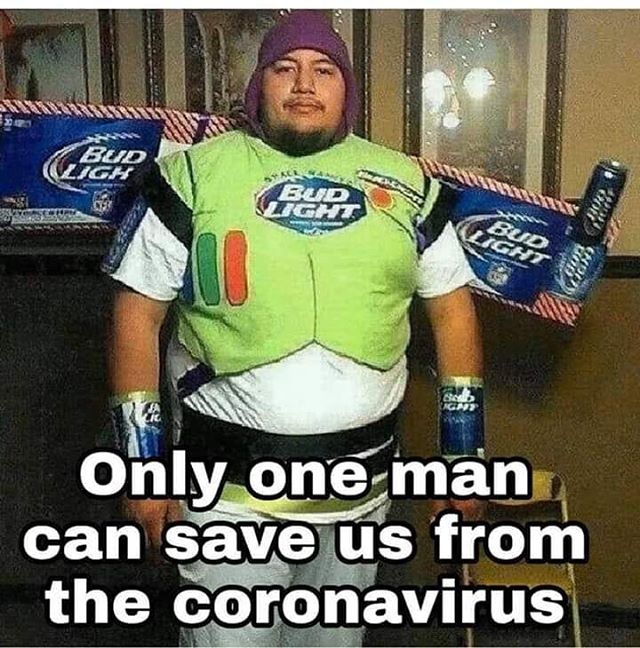 BUD
LIGH
BUD
LIGHT
BUD
LIGHT
Only one man
can save us from
the coronavirus